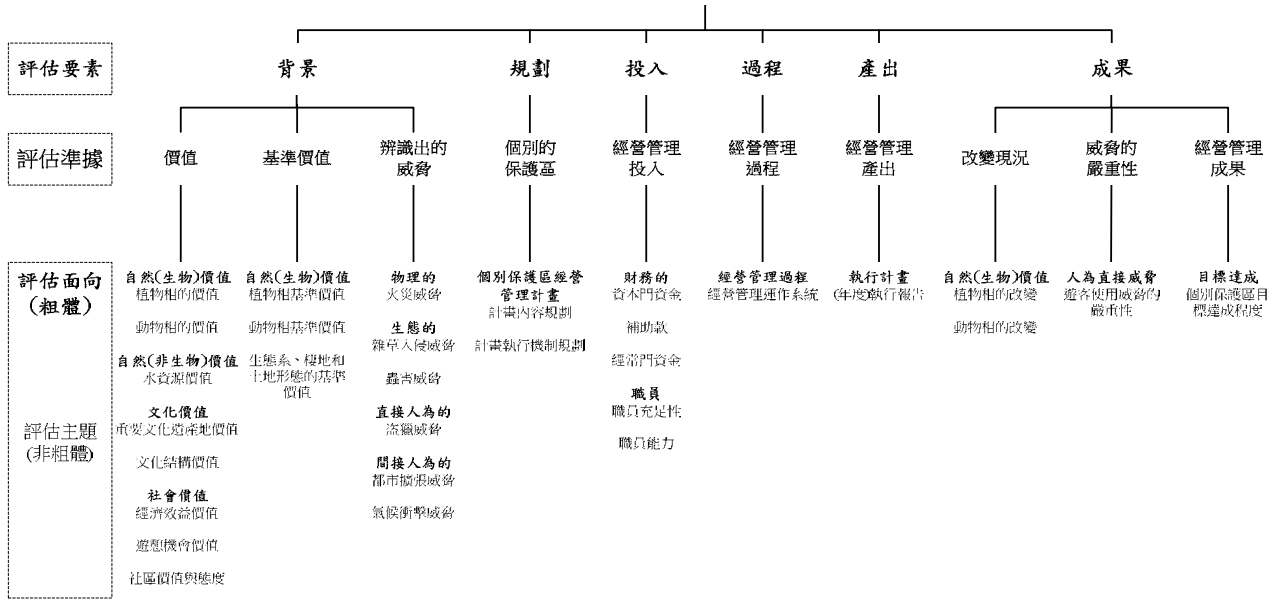 評估要素
背景
規劃
投入
過程
產出
成果
評估準據
價值
基準價值
辨識出的
威脅
個別的
保護區
經營管理
投入
經營管理
過程
經營管理
產出
改變現況
威脅的
嚴重性
經營管理
成果
評估面向
(粗體)
評估主題
(非粗體)
自然(生物)價值
植物相的價值
動物相的價值
自然(非生物)價值
水資源價值
文化價值
重要文化遺產地價值
文化結構價值
社會價值
經濟效益價值
遊憩機會價值
社區價值與態度
自然(生物)價值
植物相基準價值
動物相基準價值
生態系、棲地和
土地形態的基準
價值
物理的
火災威脅
生態的
雜草入侵威脅
蟲害威脅
直接人為的
盜獵威脅
間接人為的
都市擴張威脅
氣候衝擊威脅
個別保護區經營
管理計畫
計畫內容規劃
計畫執行機制規劃
財務的
資本門資金
補助款
經常門資金
職員
職員充足性
職員能力
經營管理過程
經營管理運作系統
執行計畫
(年度)執行報告
自然(生物)價值
植物相的改變
動物相的改變
人為直接威脅
遊客使用威脅的
嚴重性
目標達成
個別保護區目
標達成程度